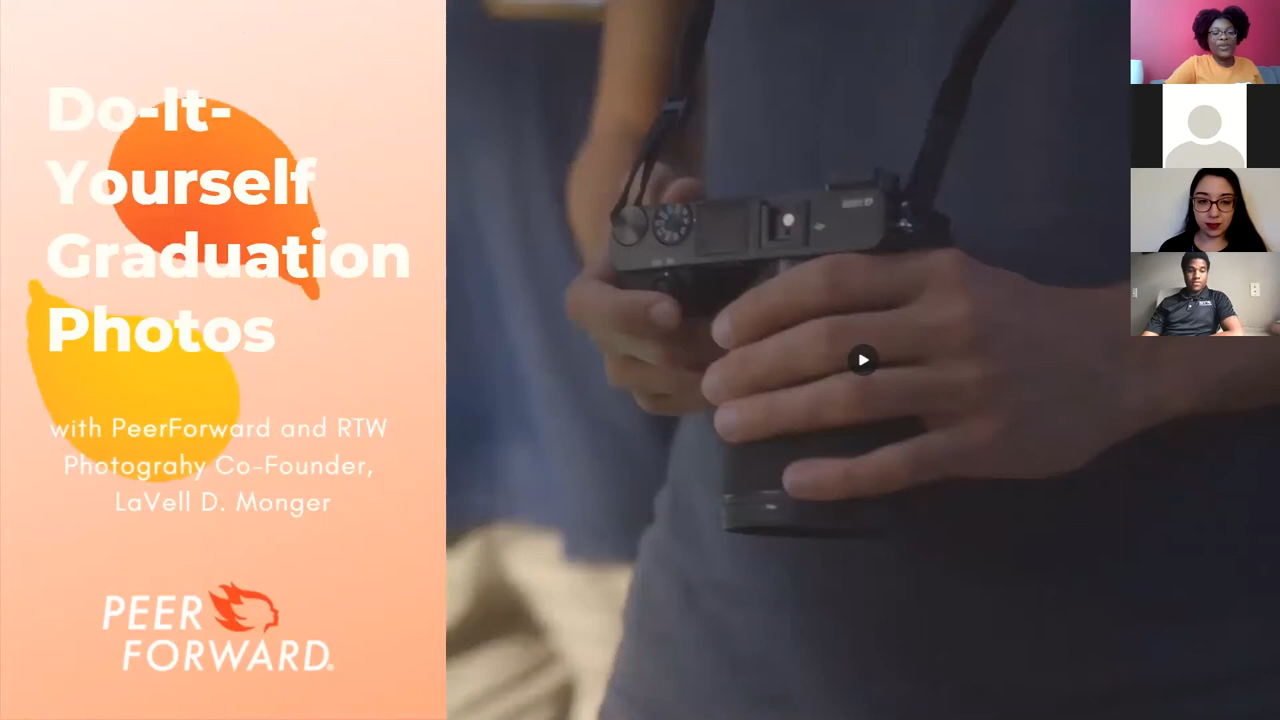 Do-It-
Yourself
Graduation
Photos
with PeerForward and RTW
Photograhy Co-Founder,
LaVell D. Monger
PEER
FORWARD.